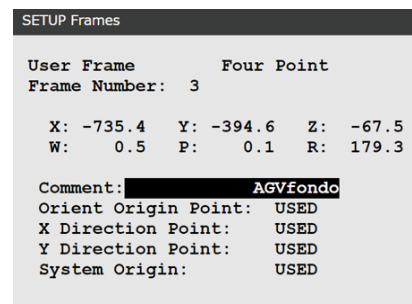 SETUP Frames
User Frame Four Point
Frame Number: 3
X: -735.4 Y: -394.6 Z: -67.5
W: 0.5 P: 0.1 R: 179.3
Comment: AGVfondo
Orient Origin Point: USED
X Direction Point: USED
Y Direction Point: USED
System Origin: USED